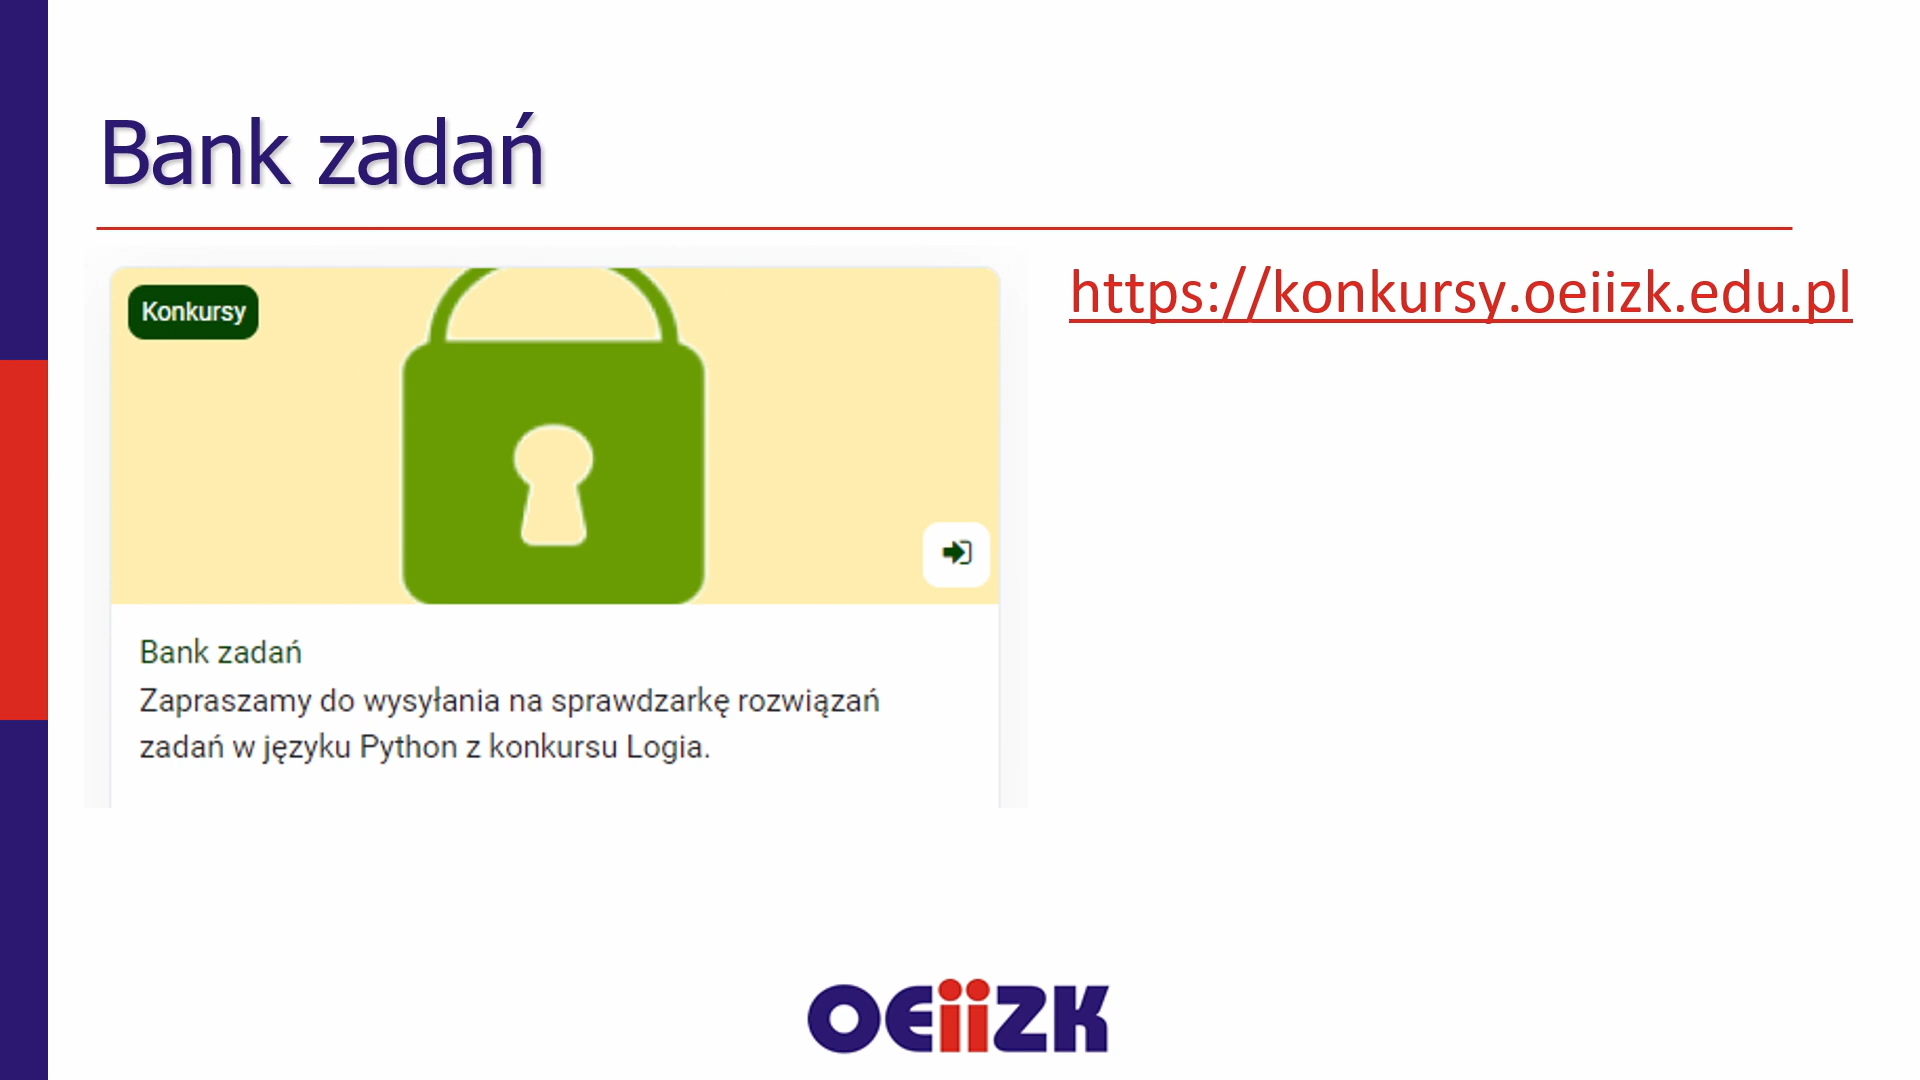 Bank zadań
Konkursy
https://konkursy.oeiizk.edu.pl
Bank zadań
Zapraszamy do wysyłania na sprawdzarkę rozwiązań
zadań w języku Python z konkursu Logia.
OEiiZK